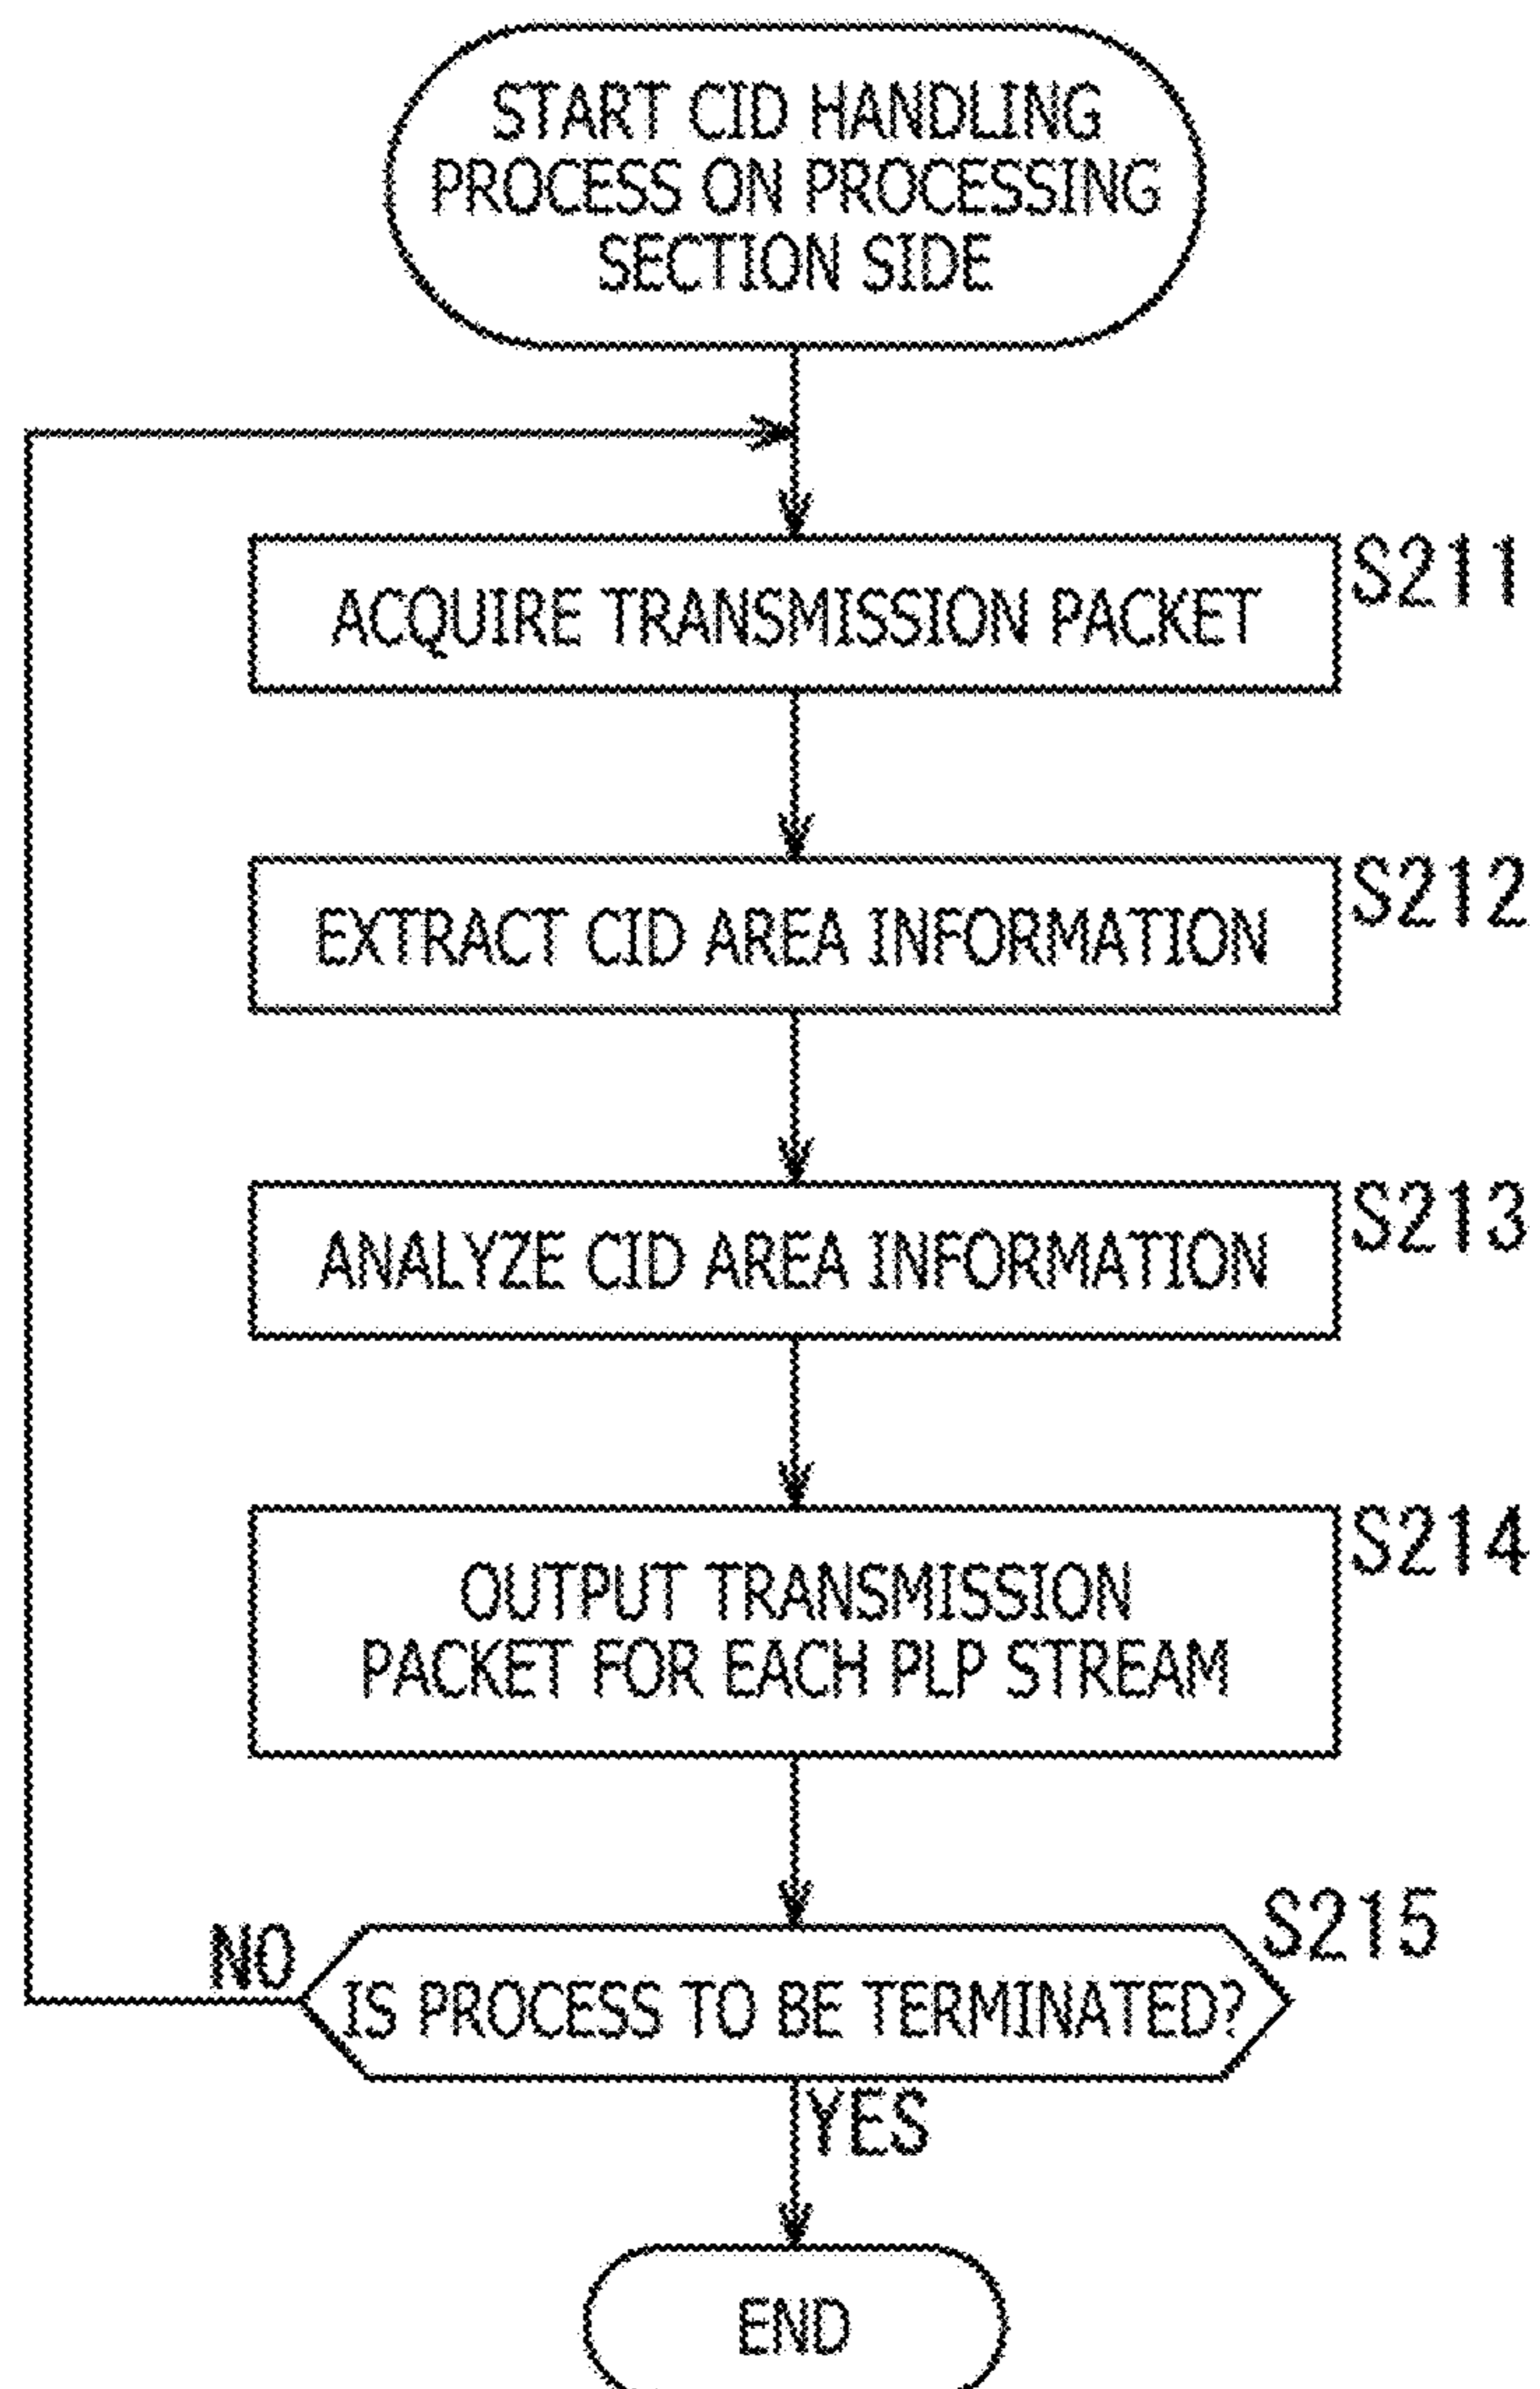 START CID HANDLING
PROCESS ON PROCESSING
SECTION SIDE
ACQUIRE TRANSMISSION PACKET
S211
EXTRACT CID AREA INFORMATION
S212
ANALYZE CID AREA INFORMATION
S213
OUTPUT TRANSMISSION
PACKET FOR EACH PLP STREAM
S214
IS PROCESS TO BE TERMINATED?
S215
NO
YES
END